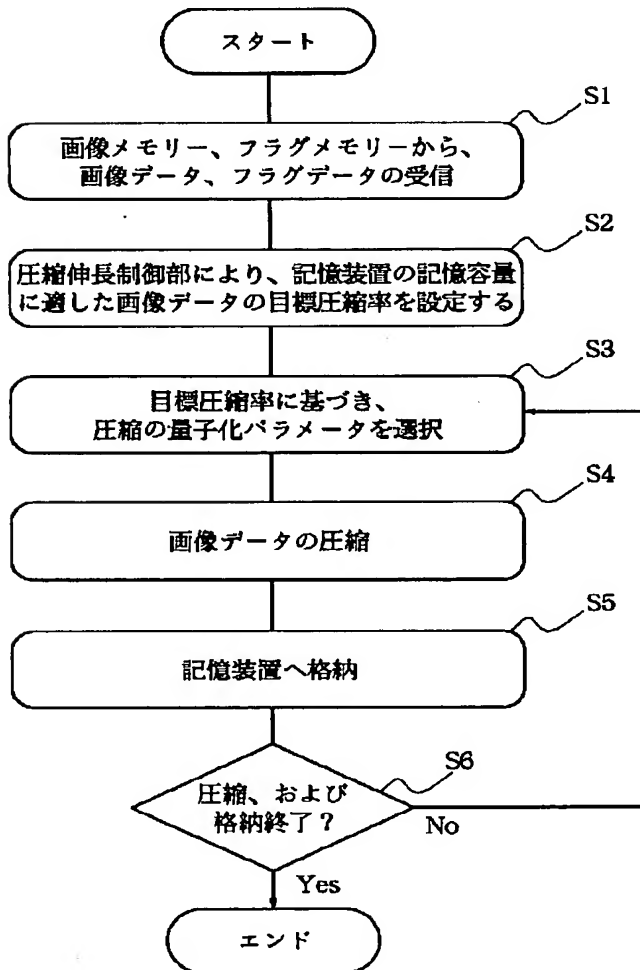 スタート
S1
画像メモリー、フラグメモリーから、
画像データ、フラグデータの受信
S2
圧縮伸長制御部により、記憶装置の記憶容量
に適した画像データの目標圧縮率を設定する
S3
目標圧縮率に基づき、
圧縮の量子化パラメータを選択
S4
画像データの圧縮
S5
記憶装置へ格納
S6
圧縮、および
格納終了？
No
Yes
エンド